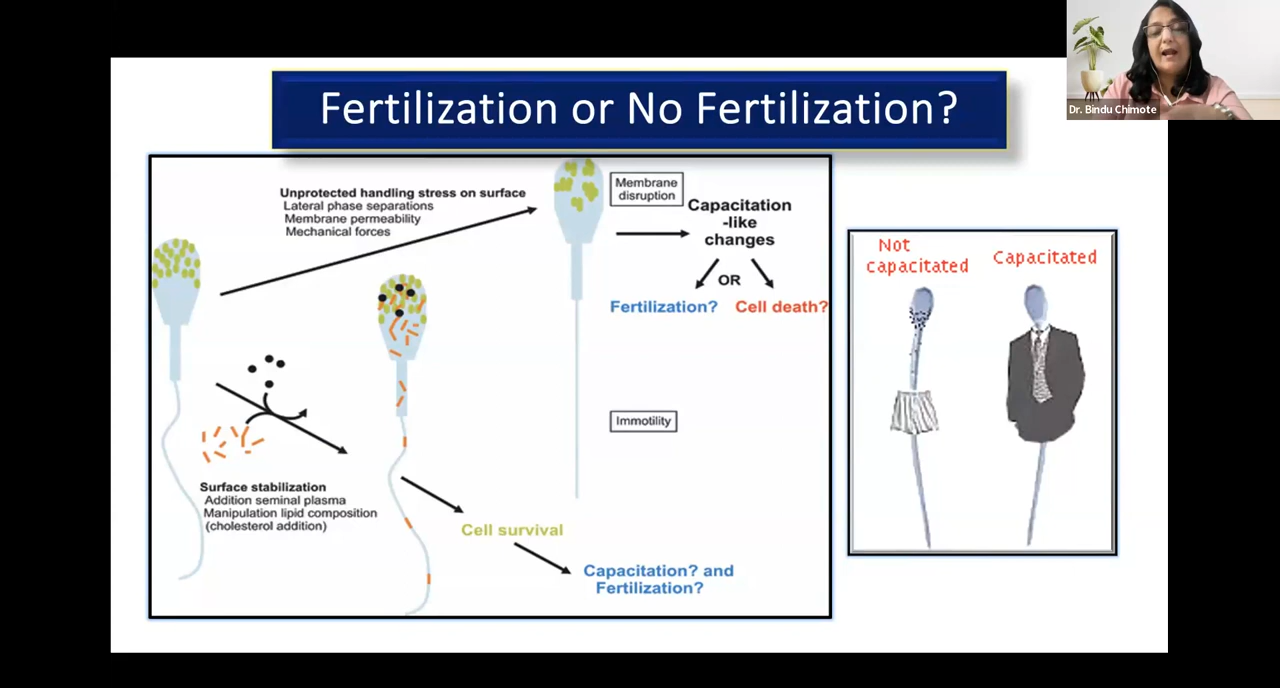 Dr. Bindu Chimote
Fertilization or No Fertilization?
Unprotected handling stress on surface
Lateral phase separations
Membrane permeability
Mechanical forces
Membrane
disruption
Capacitation
-like
changes
OR
Fertilization?
Cell death?
Immotility
Surface stabilization
Addition seminal plasma
Manipulation lipid composition
(cholesterol addition)
Cell survival
Capacitation? and
Fertilization?
Not
capacitated
Capacitated